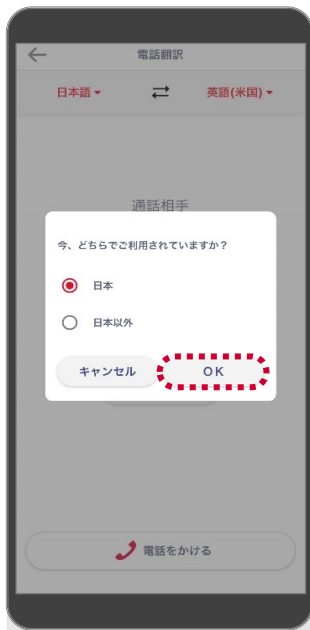 電話翻訳
日本語 英語(米国)
通話相手
今、どちらでご利用されていますか？
日本
日本以外
キャンセル OK
電話をかける